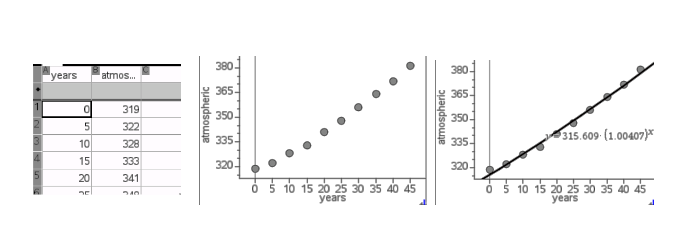 A years B atmos... C
1 0 319
2 5 322
3 10 328
4 15 333
5 20 341
25 348
atmospheric
380
365
350
335
320
0 5 10 15 20 25 30 35 40 45
years
atmospheric
380
365
350
335
320
y=315.609·(1.00407)^x
0 5 10 15 20 25 30 35 40 45
years